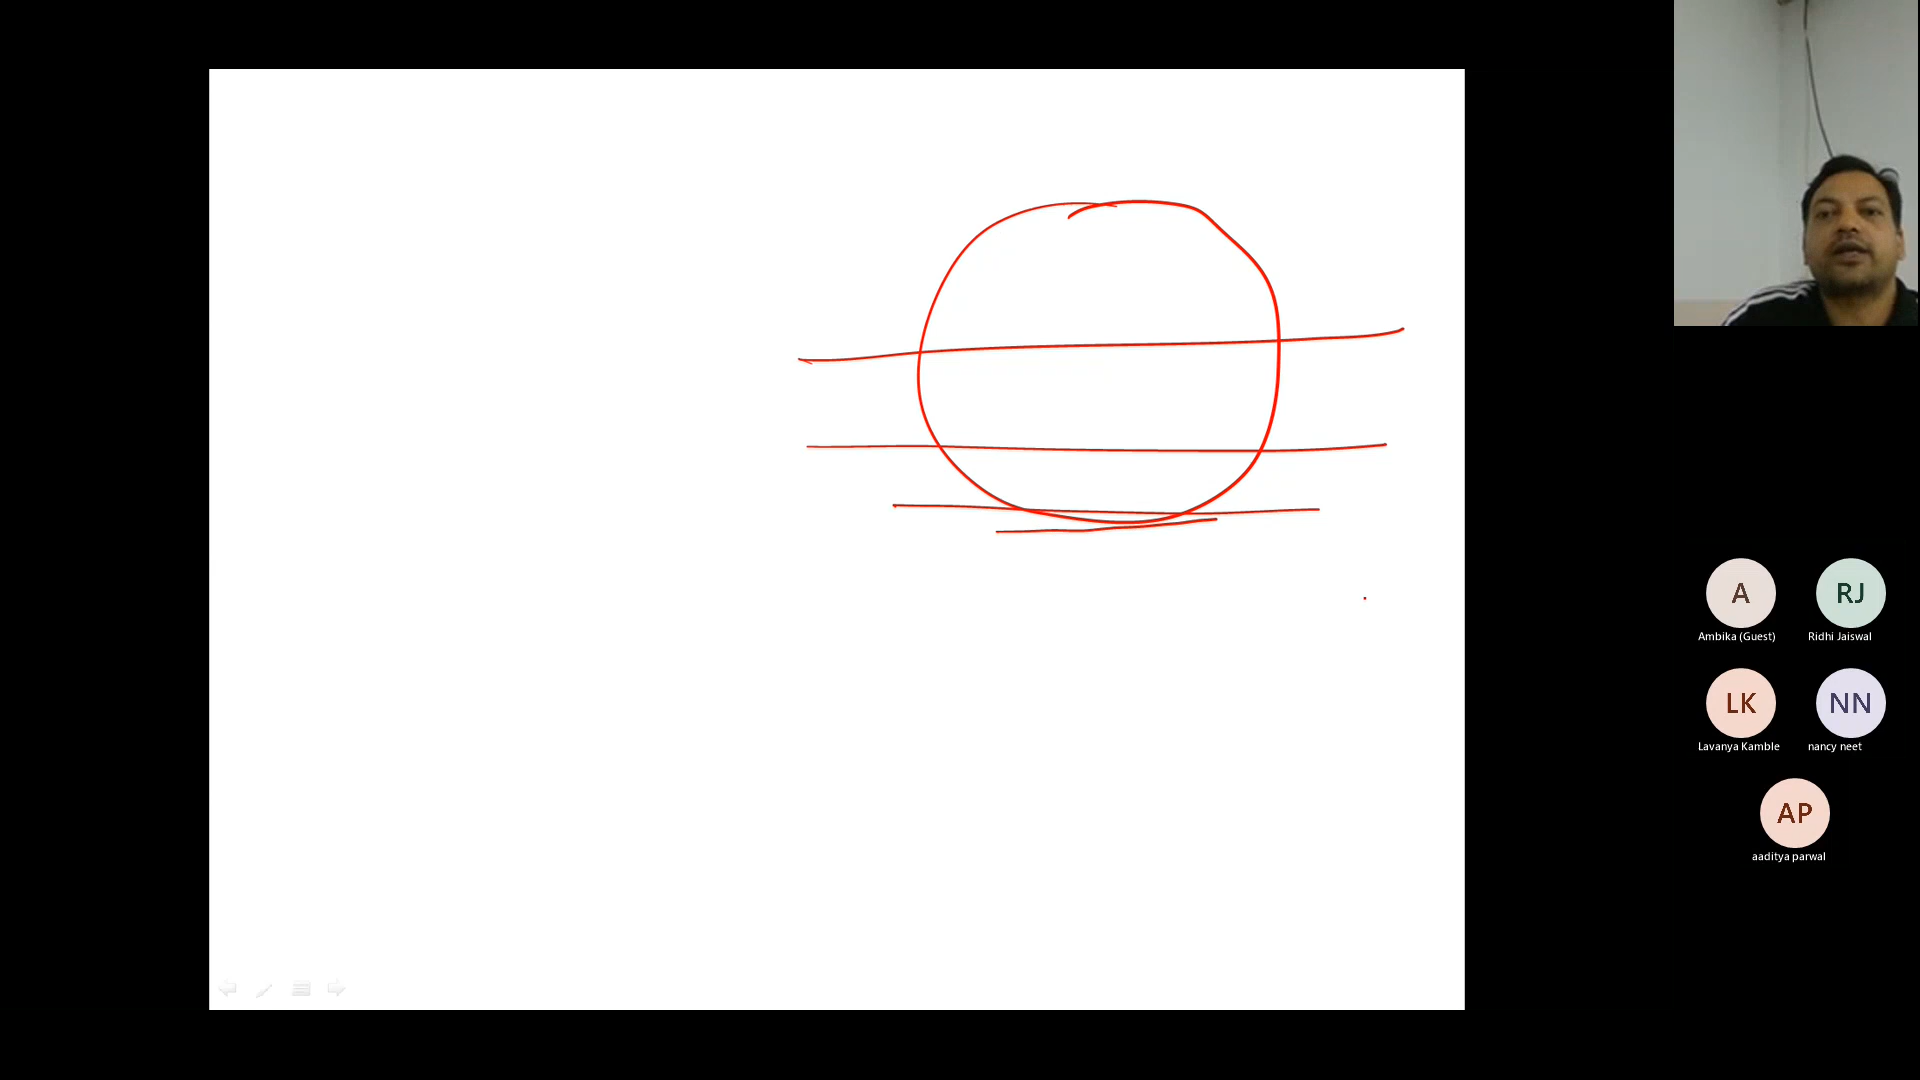 A
RJ
Ambika (Guest)
Ridhi Jaiswal
LK
NN
Lavanya Kamble
nancy neet
AP
aaditya parwal